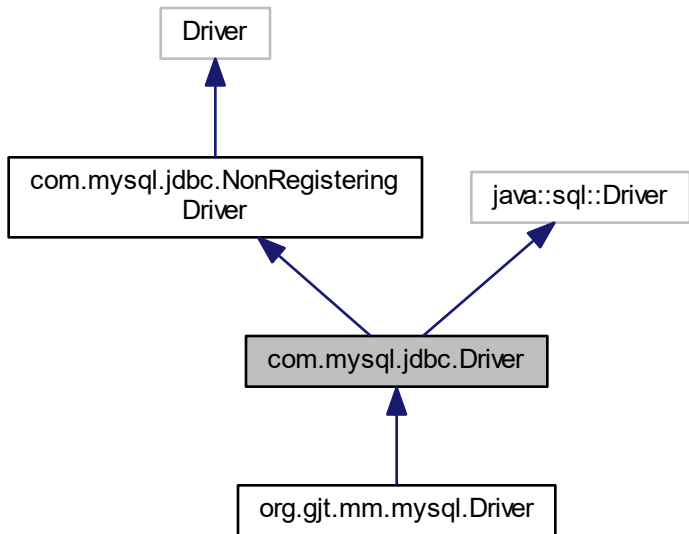 Driver
com.mysql.jdbc.NonRegistering
Driver
java::sql::Driver
com.mysql.jdbc.Driver
org.gjt.mm.mysql.Driver